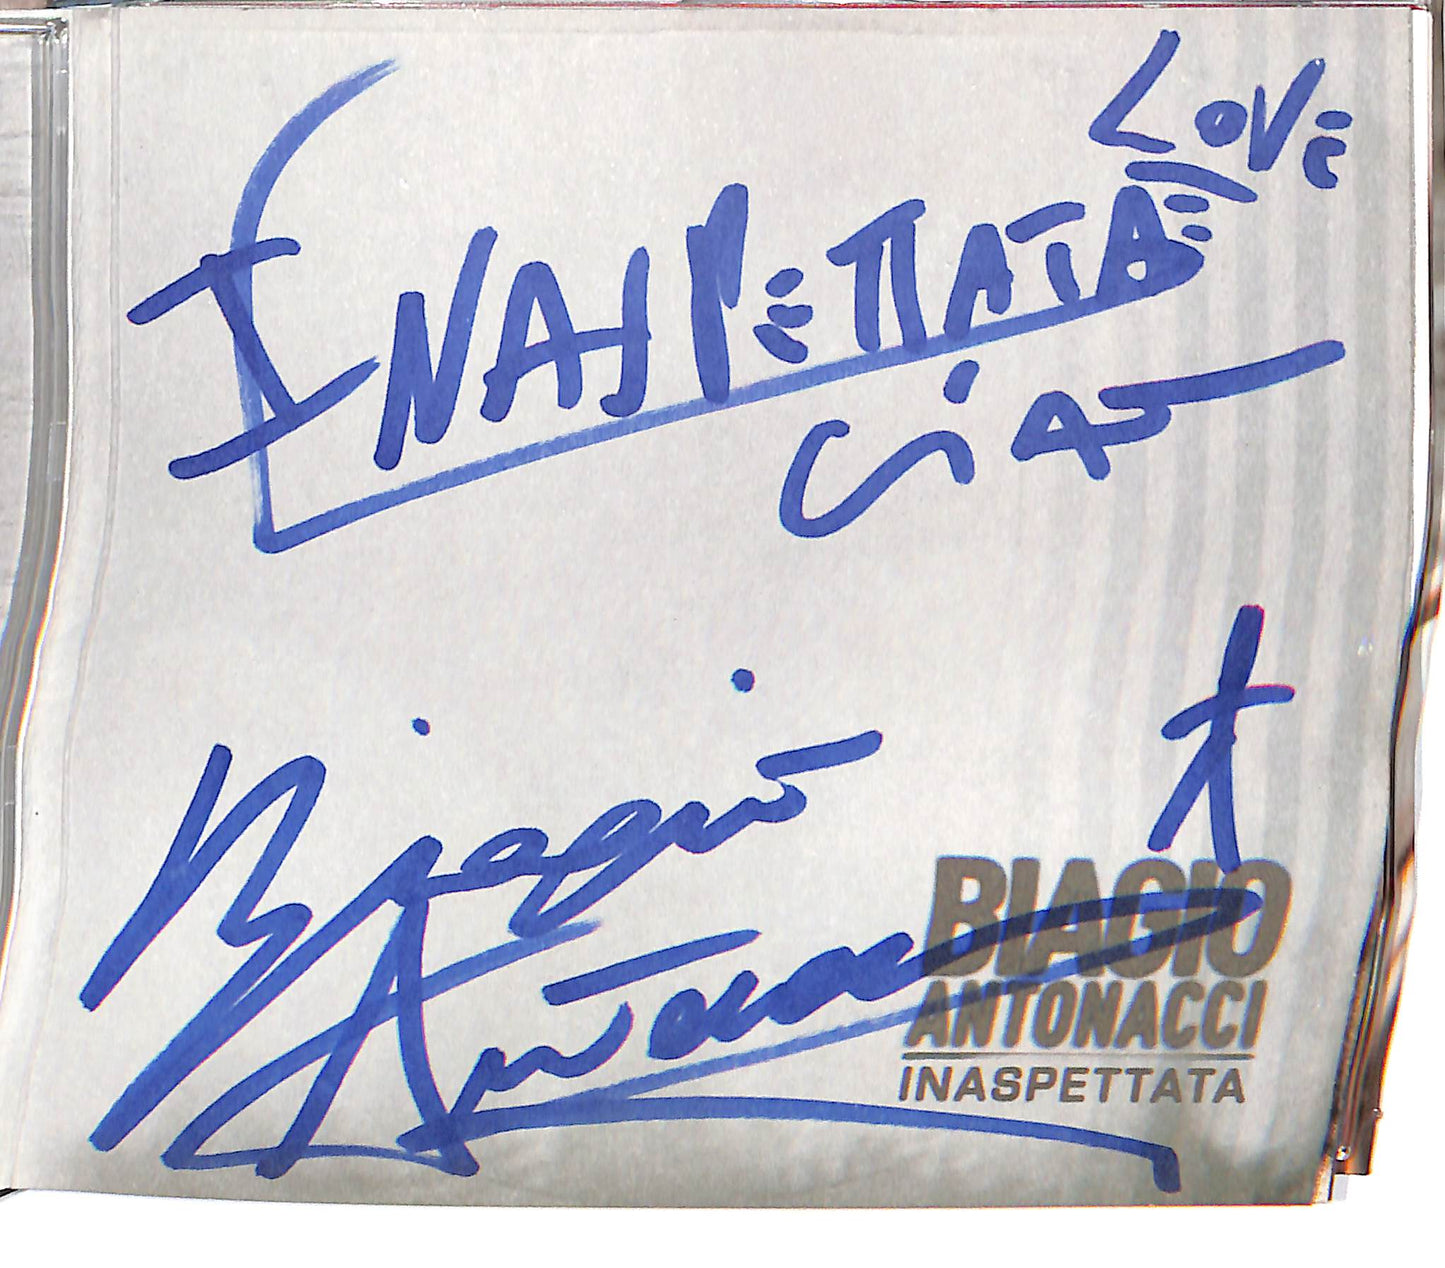 LOVE
INASPETTATA
CIAO
Biagio
Antonacci
BIAGIO
ANTONACCI
INASPETTATA